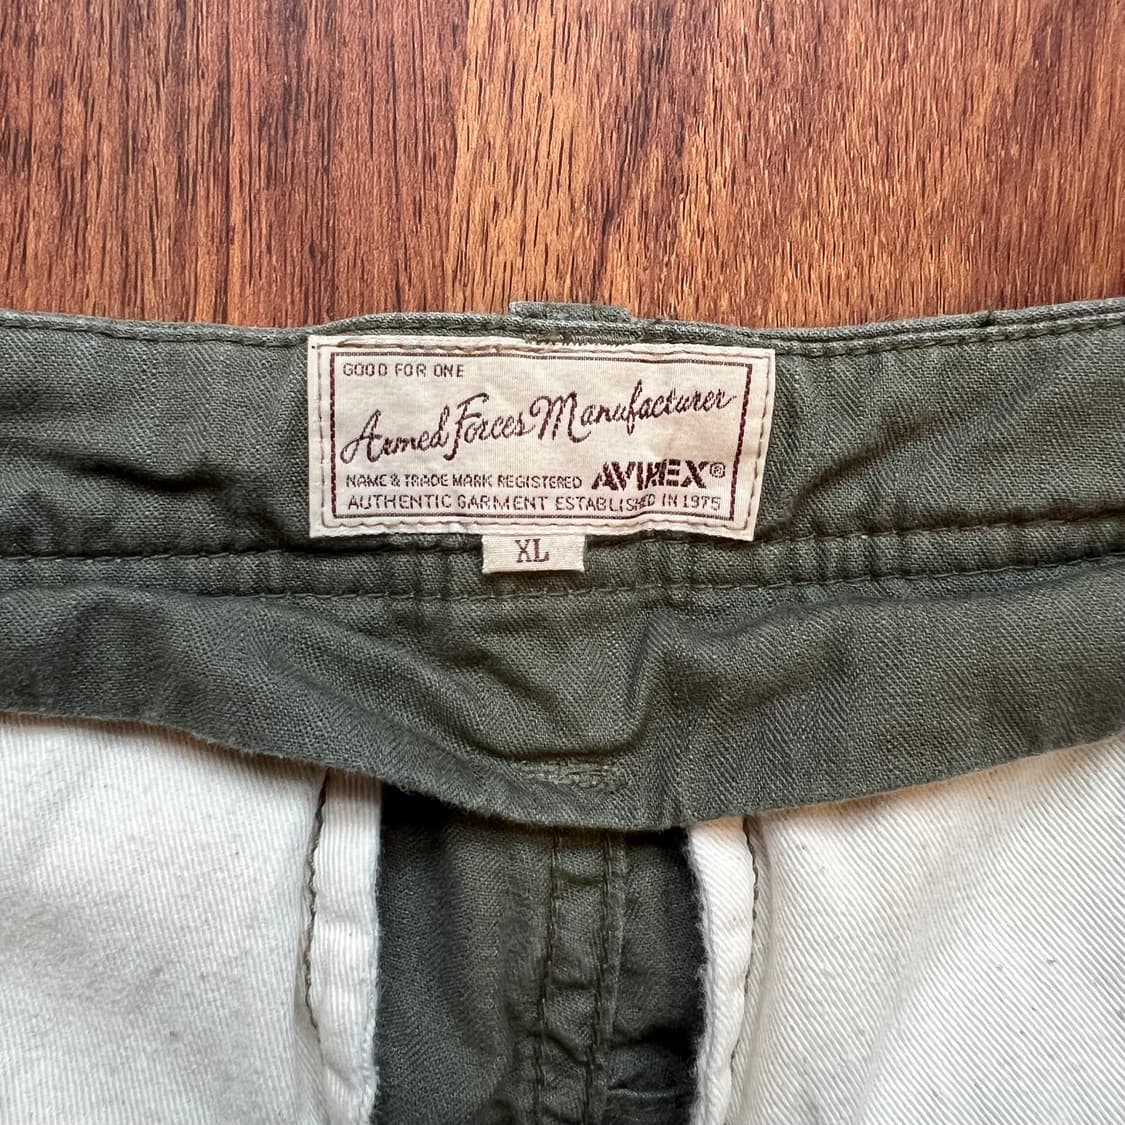 GOOD FOR ONE
Armed Forces Manufacturer
NAME & TRADE MARK REGISTERED AVIREX®
AUTHENTIC GARMENT ESTABLISHED IN 1975
XL